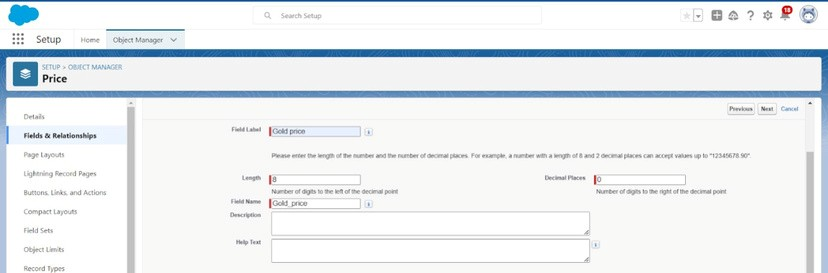 Search Setup
18
Setup
Home
Object Manager
SETUP > OBJECT MANAGER
Price
Details
Fields & Relationships
Page Layouts
Lightning Record Pages
Buttons, Links, and Actions
Compact Layouts
Field Sets
Object Limits
Record Types
Previous Next Cancel
Field Label Gold price i
Please enter the length of the number and the number of decimal places. For example, a number with a length of 8 and 2 decimal places can accept values up to "12345678.90".
Length 8 Decimal Places 0
Number of digits to the left of the decimal point Number of digits to the right of the decimal point
Field Name Gold_price i
Description
Help Text i